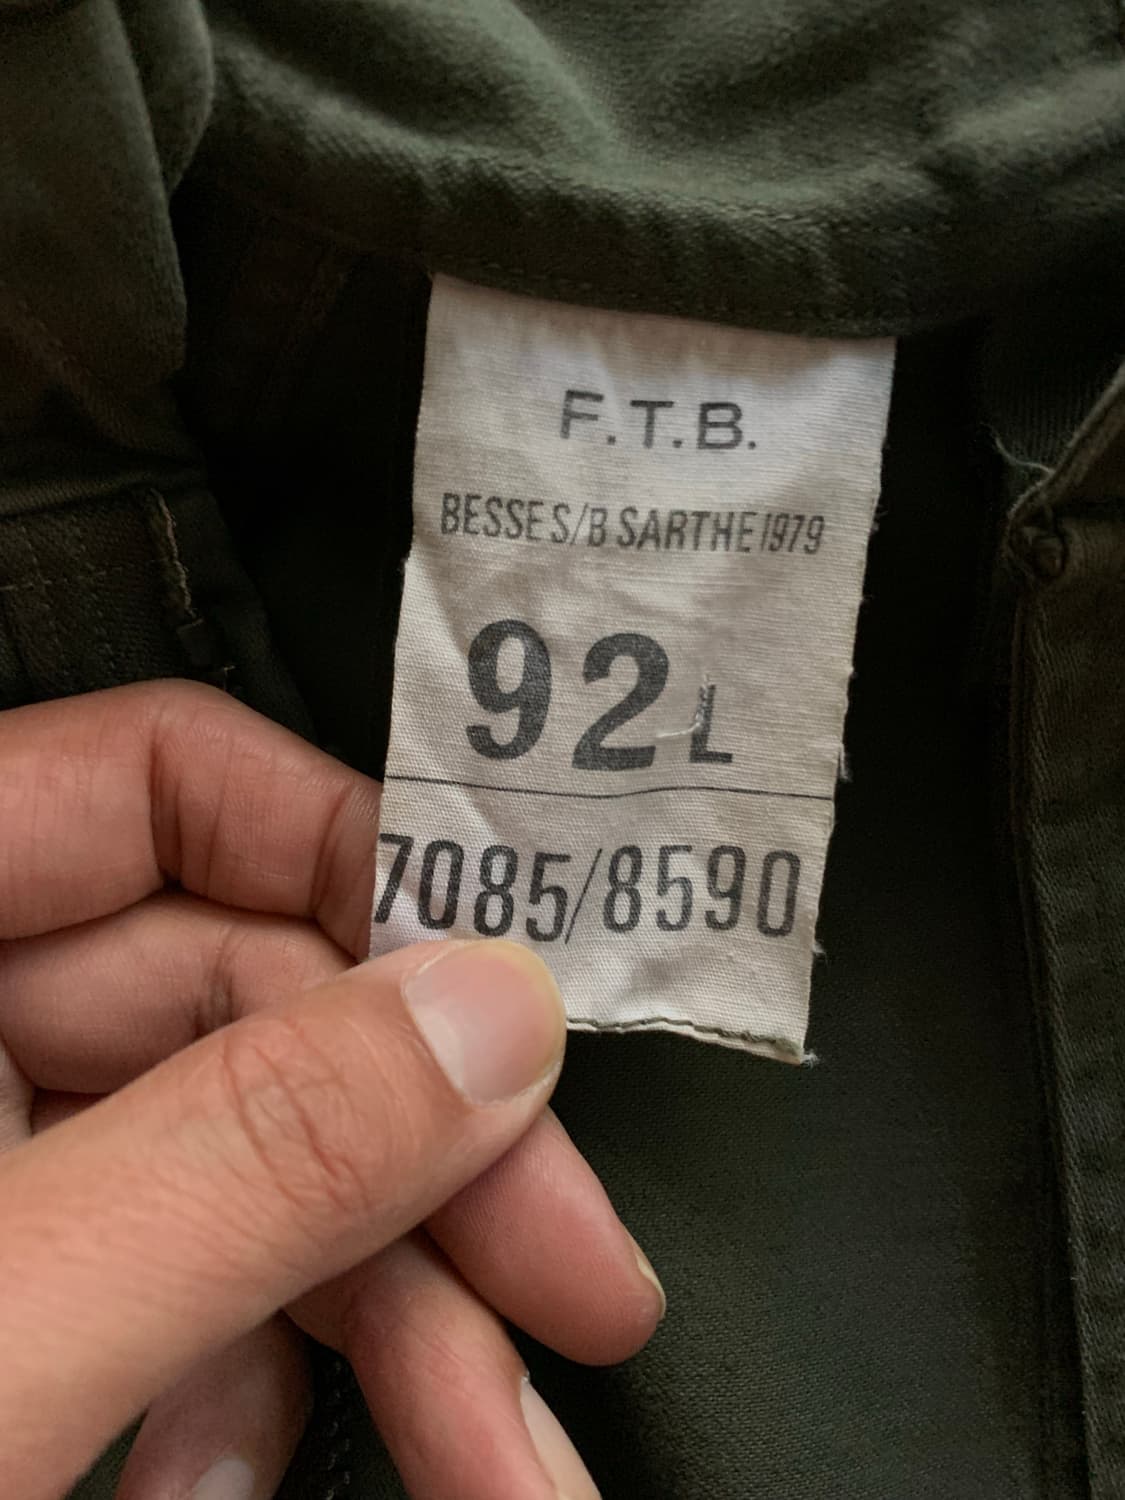 F.T.B.
BESSE S/B SARTHE 1979
92L
7085/8590